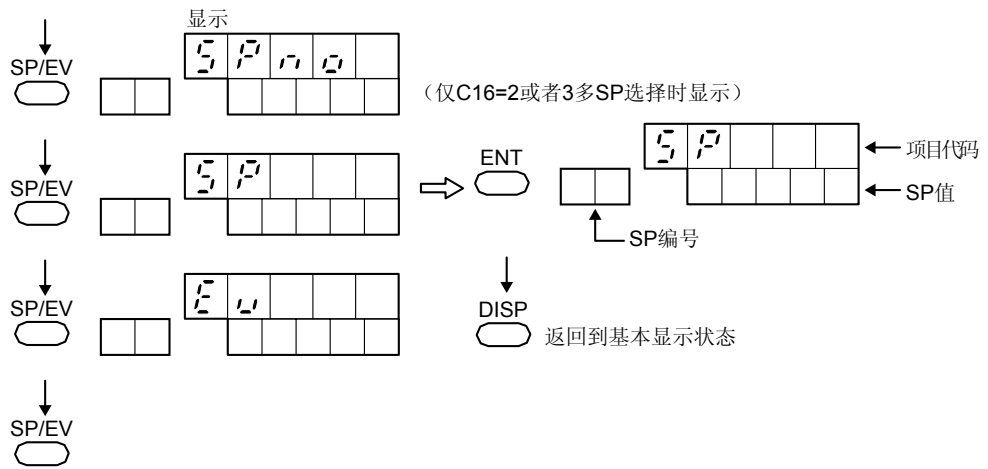 显示
SP/EV
SPno
（仅C16=2或者3多SP选择时显示）
SP/EV
SP
ENT
SP
项目代码
SP值
SP编号
SP/EV
Ev
DISP
返回到基本显示状态
SP/EV